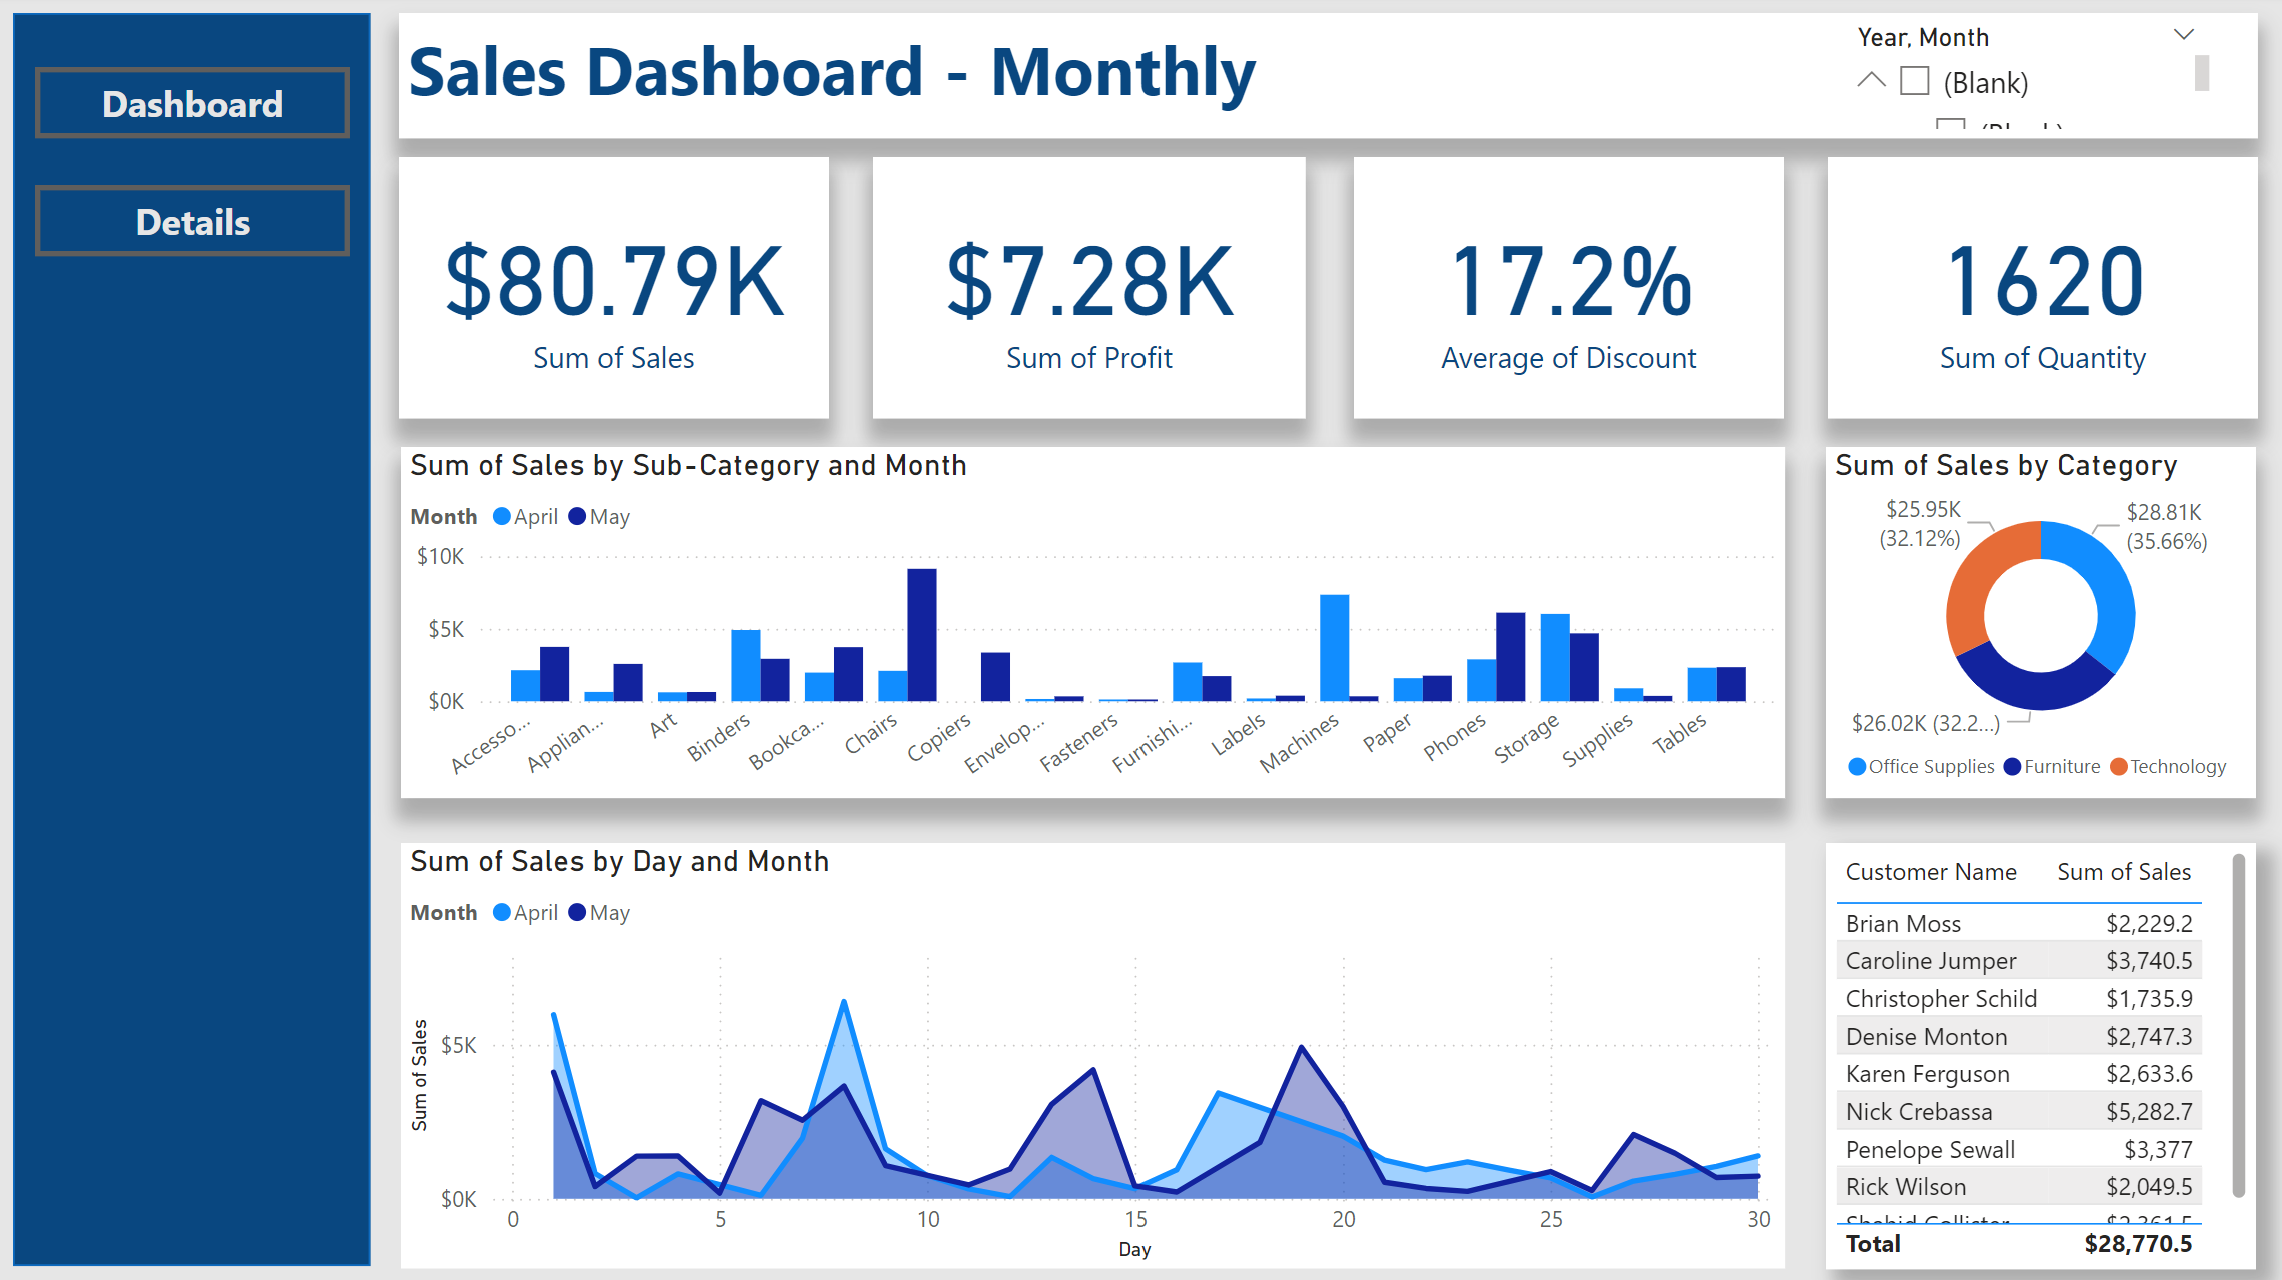 Dashboard
Details
Sales Dashboard - Monthly
Year, Month
(Blank)
$80.79K
Sum of Sales
$7.28K
Sum of Profit
17.2%
Average of Discount
1620
Sum of Quantity
Sum of Sales by Sub-Category and Month
Month April May
$10K
$5K
$0K
Accesso...
Applian...
Art
Binders
Bookca...
Chairs
Copiers
Envelop...
Fasteners
Furnishi...
Labels
Machines
Paper
Phones
Storage
Supplies
Tables
Sum of Sales by Category
$25.95K
(32.12%)
$28.81K
(35.66%)
$26.02K (32.2...)
Office Supplies Furniture Technology
Sum of Sales by Day and Month
Month April May
Sum of Sales
$5K
$0K
0 5 10 15 20 25 30
Day
Customer Name Sum of Sales
Brian Moss $2,229.2
Caroline Jumper $3,740.5
Christopher Schild $1,735.9
Denise Monton $2,747.3
Karen Ferguson $2,633.6
Nick Crebassa $5,282.7
Penelope Sewall $3,377
Rick Wilson $2,049.5
Total $28,770.5